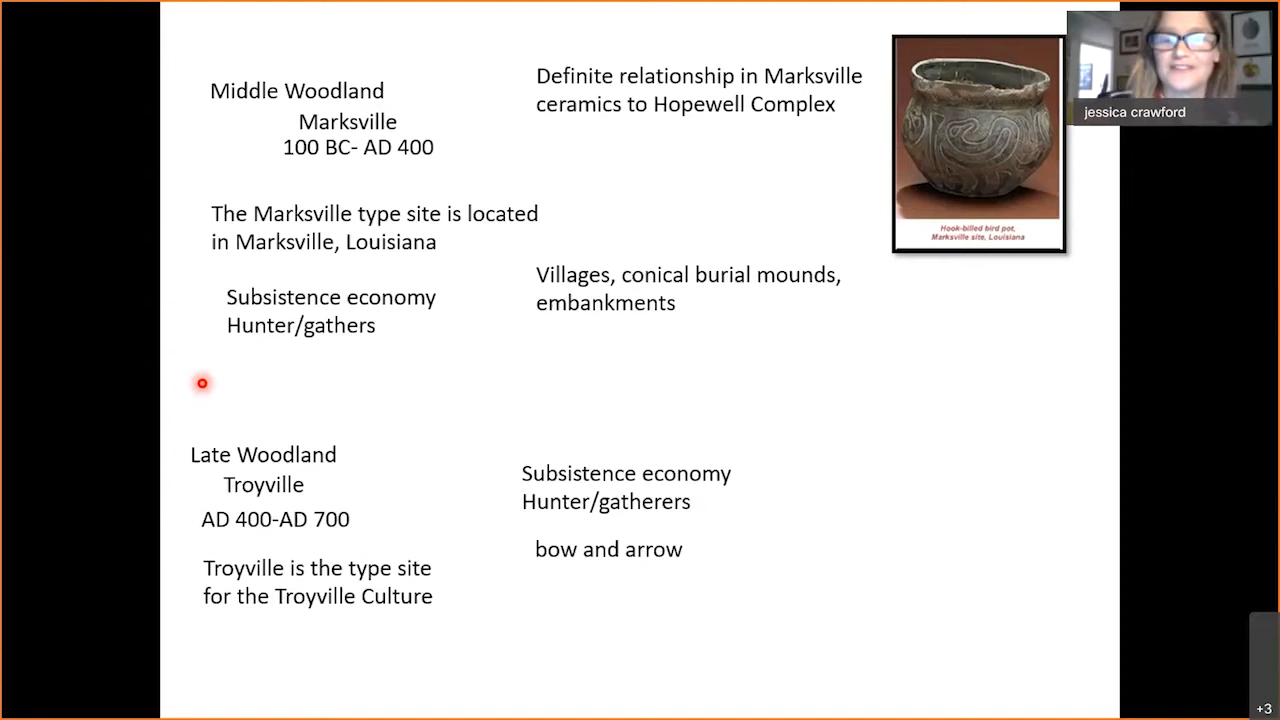 Middle Woodland
Marksville
100 BC- AD 400
Definite relationship in Marksville
ceramics to Hopewell Complex
Hook-billed bird pot,
Marksville site, Louisiana
jessica crawford
The Marksville type site is located
in Marksville, Louisiana
Subsistence economy
Hunter/gathers
Villages, conical burial mounds,
embankments
Late Woodland
Troyville
AD 400-AD 700
Troyville is the type site
for the Troyville Culture
Subsistence economy
Hunter/gatherers
bow and arrow
+3